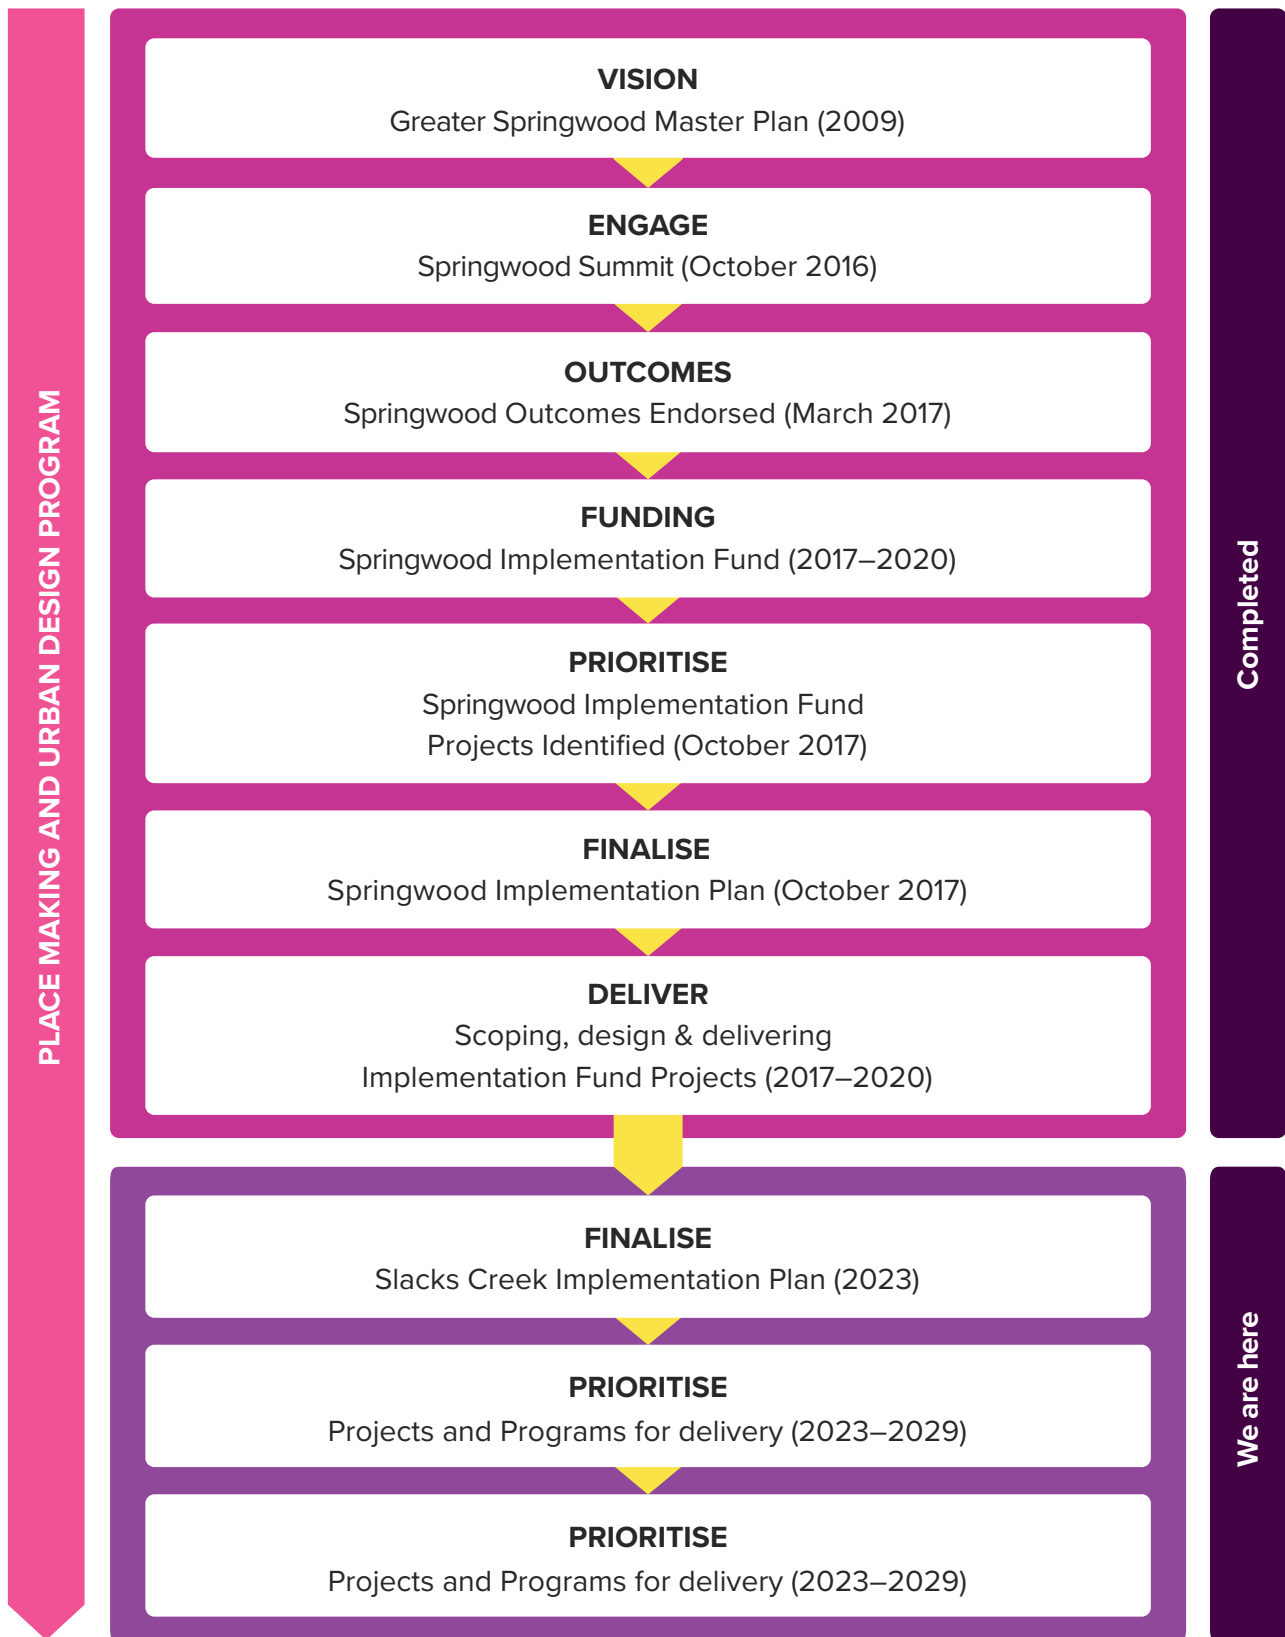 PLACE MAKING AND URBAN DESIGN PROGRAM
VISION
Greater Springwood Master Plan (2009)
ENGAGE
Springwood Summit (October 2016)
OUTCOMES
Springwood Outcomes Endorsed (March 2017)
FUNDING
Springwood Implementation Fund (2017–2020)
PRIORITISE
Springwood Implementation Fund
Projects Identified (October 2017)
FINALISE
Springwood Implementation Plan (October 2017)
DELIVER
Scoping, design & delivering
Implementation Fund Projects (2017–2020)
Completed
FINALISE
Slacks Creek Implementation Plan (2023)
PRIORITISE
Projects and Programs for delivery (2023–2029)
PRIORITISE
Projects and Programs for delivery (2023–2029)
We are here